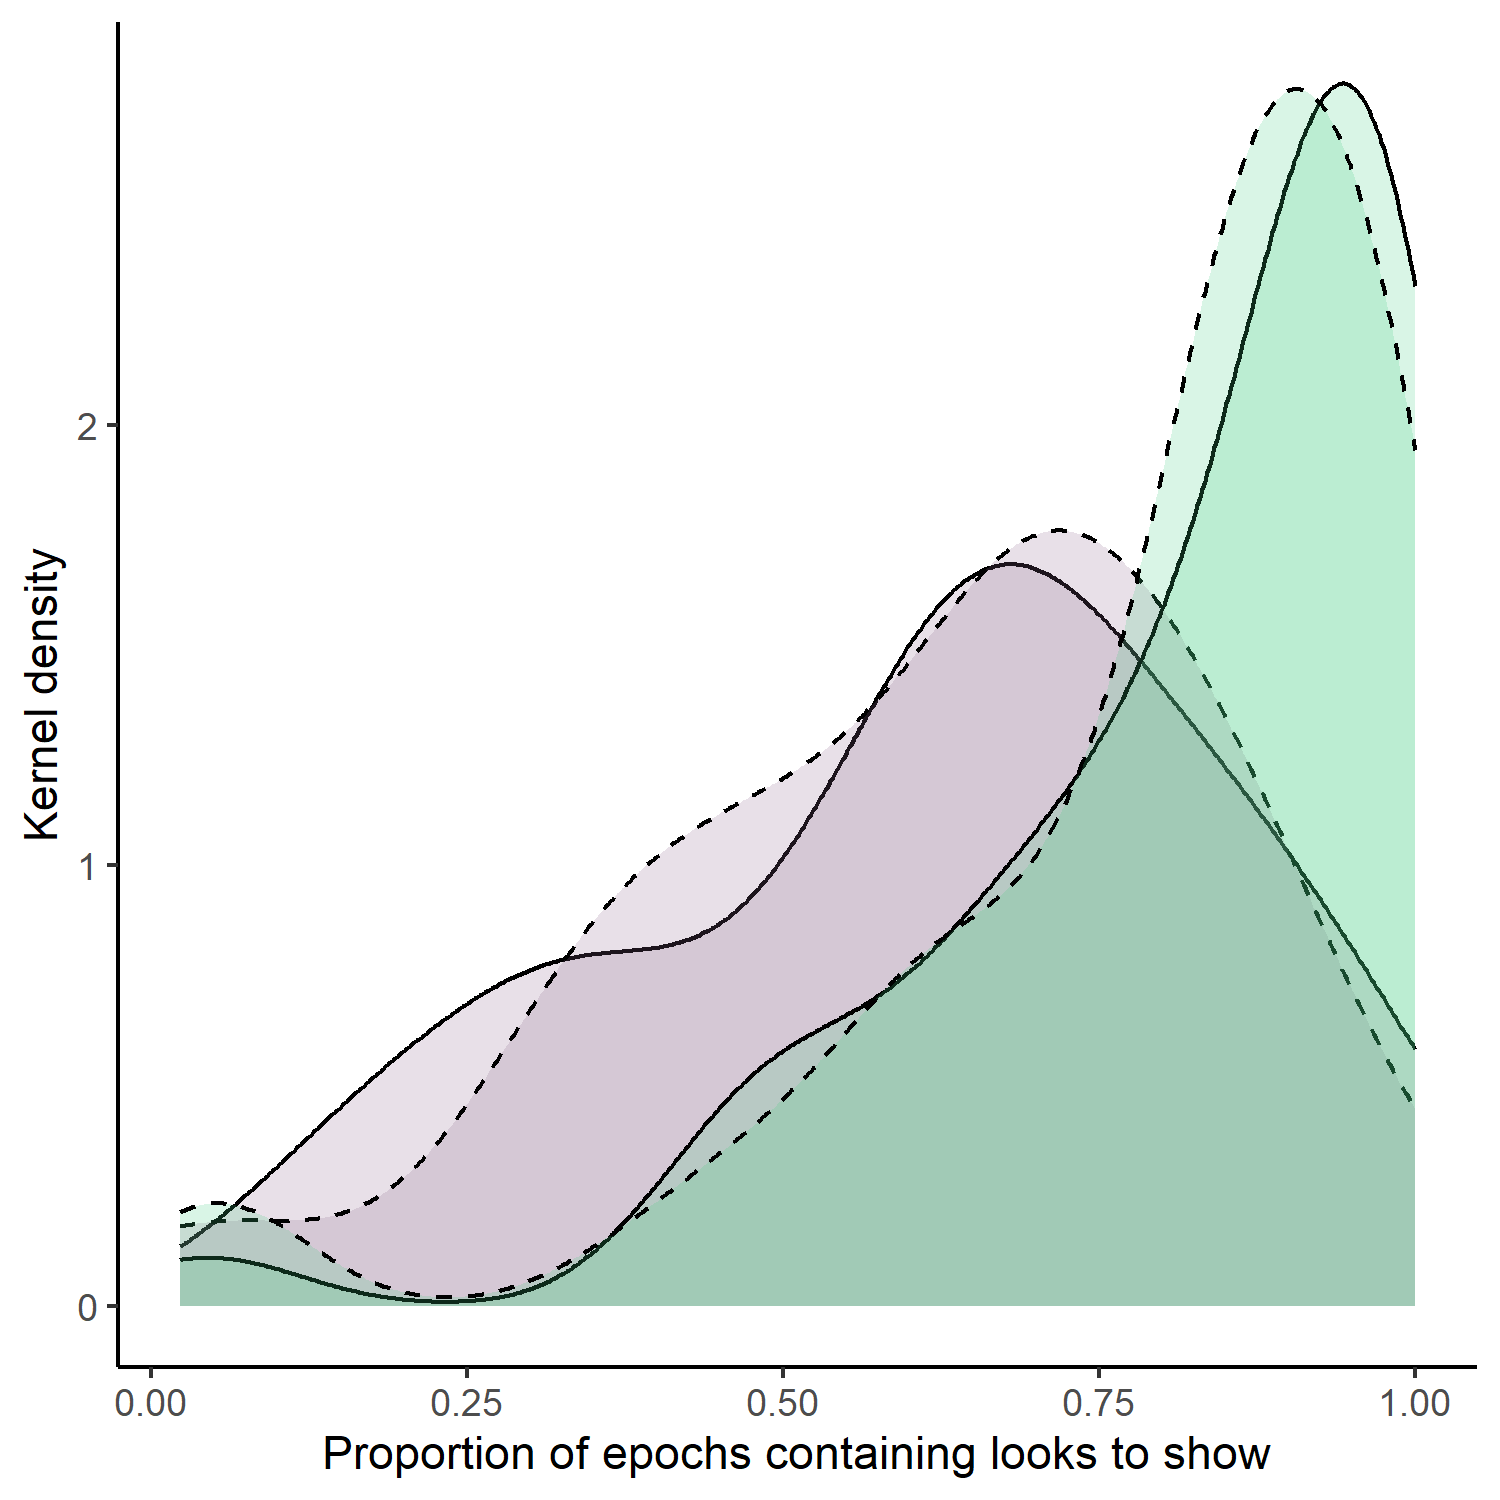 Kernel density
2
1
0
0.00 0.25 0.50 0.75 1.00
Proportion of epochs containing looks to show